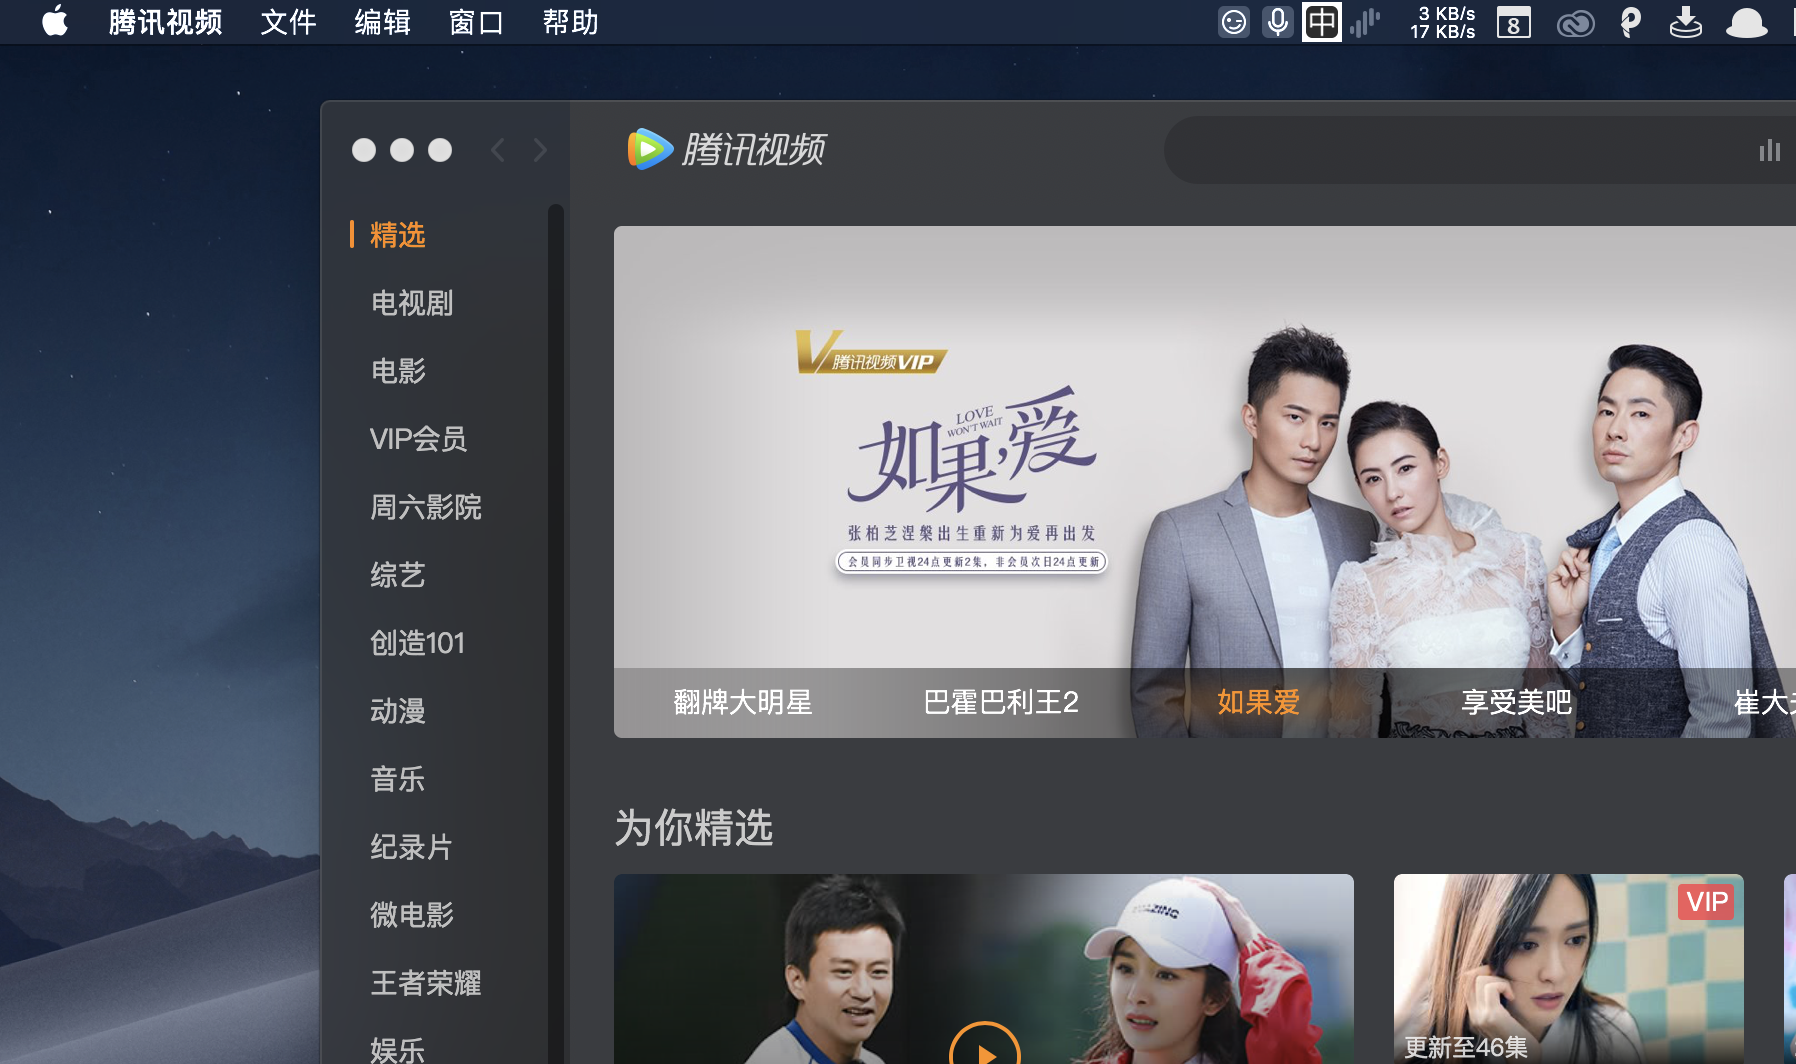 腾讯视频 文件 编辑 窗口 帮助 中 3 KB/s 8
17 KB/s
腾讯视频
精选
电视剧
电影
VIP会员
周六影院
综艺
创造101
动漫
音乐
纪录片
微电影
王者荣耀
娱乐
腾讯视频VIP
LOVE
WON'T WAIT
如果,爱
张柏芝涅槃出生重新为爱再出发
会员同步卫视24点更新2集，非会员次日24点更新
翻牌大明星 巴霍巴利王2 如果爱 享受美吧 崔大
为你精选
VIP
更新至46集